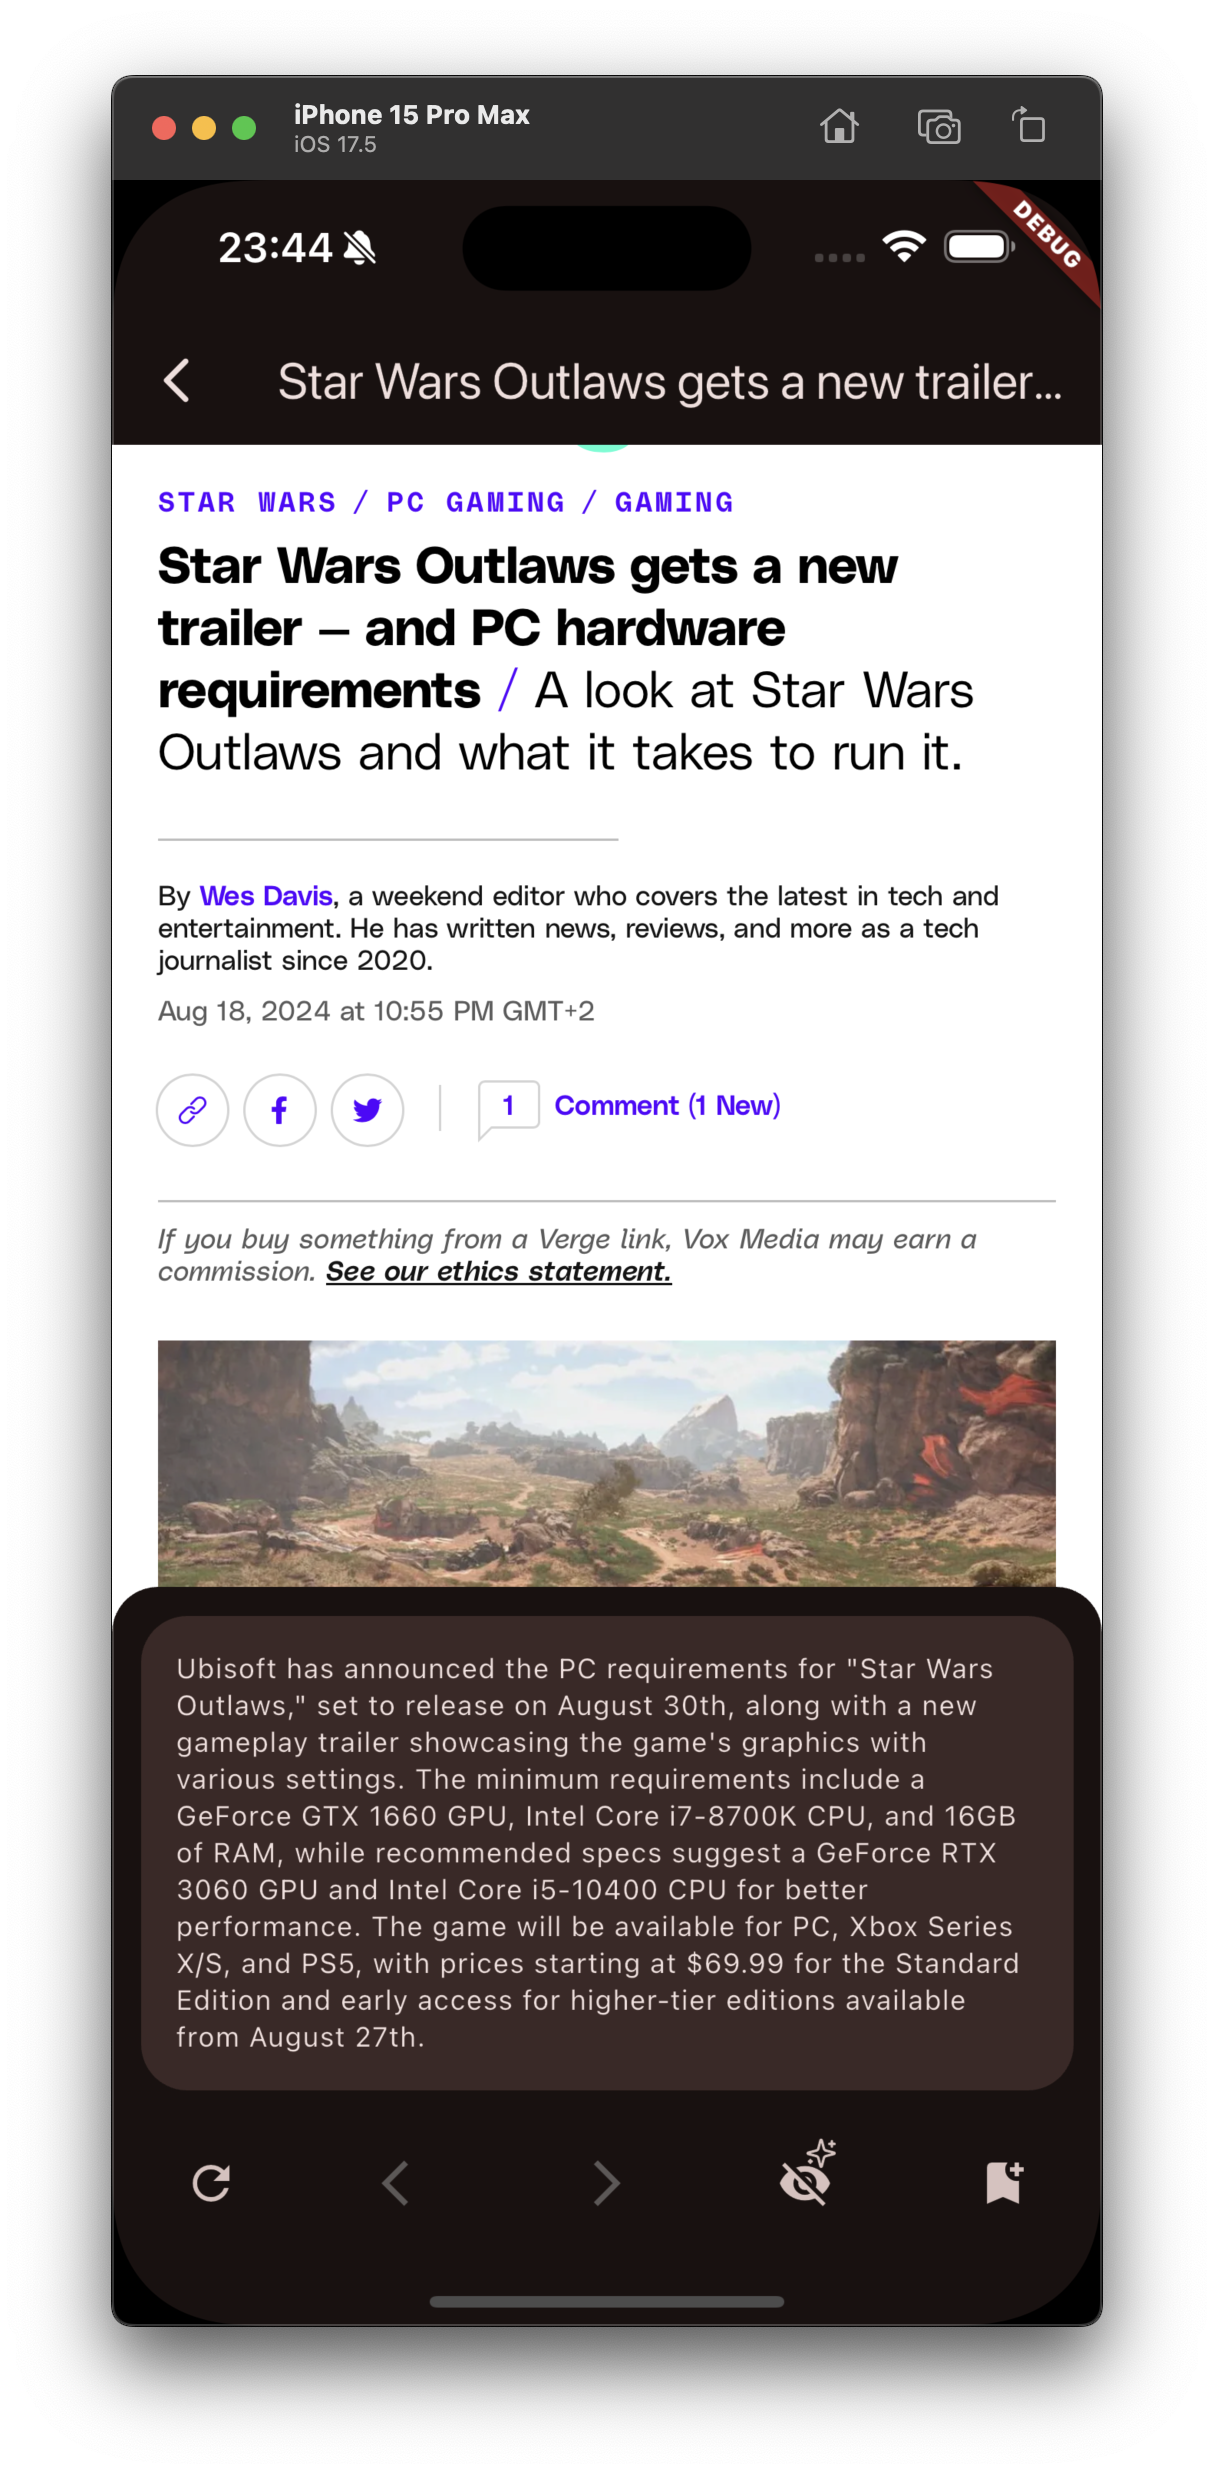 iPhone 15 Pro Max
iOS 17.5
23:44
DEBUG
Star Wars Outlaws gets a new trailer...
STAR WARS / PC GAMING / GAMING
Star Wars Outlaws gets a new
trailer — and PC hardware
requirements / A look at Star Wars
Outlaws and what it takes to run it.
By Wes Davis, a weekend editor who covers the latest in tech and
entertainment. He has written news, reviews, and more as a tech
journalist since 2020.
Aug 18, 2024 at 10:55 PM GMT+2
1 Comment (1 New)
If you buy something from a Verge link, Vox Media may earn a
commission. See our ethics statement.
Ubisoft has announced the PC requirements for "Star Wars
Outlaws," set to release on August 30th, along with a new
gameplay trailer showcasing the game's graphics with
various settings. The minimum requirements include a
GeForce GTX 1660 GPU, Intel Core i7-8700K CPU, and 16GB
of RAM, while recommended specs suggest a GeForce RTX
3060 GPU and Intel Core i5-10400 CPU for better
performance. The game will be available for PC, Xbox Series
X/S, and PS5, with prices starting at $69.99 for the Standard
Edition and early access for higher-tier editions available
from August 27th.